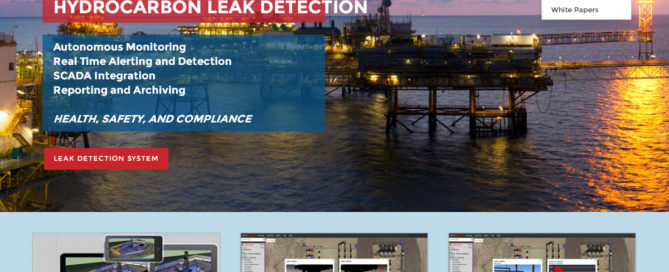 HYDROCARBON LEAK DETECTION
White Papers
Autonomous Monitoring
Real Time Alerting and Detection
SCADA Integration
Reporting and Archiving
HEALTH, SAFETY, AND COMPLIANCE
LEAK DETECTION SYSTEM